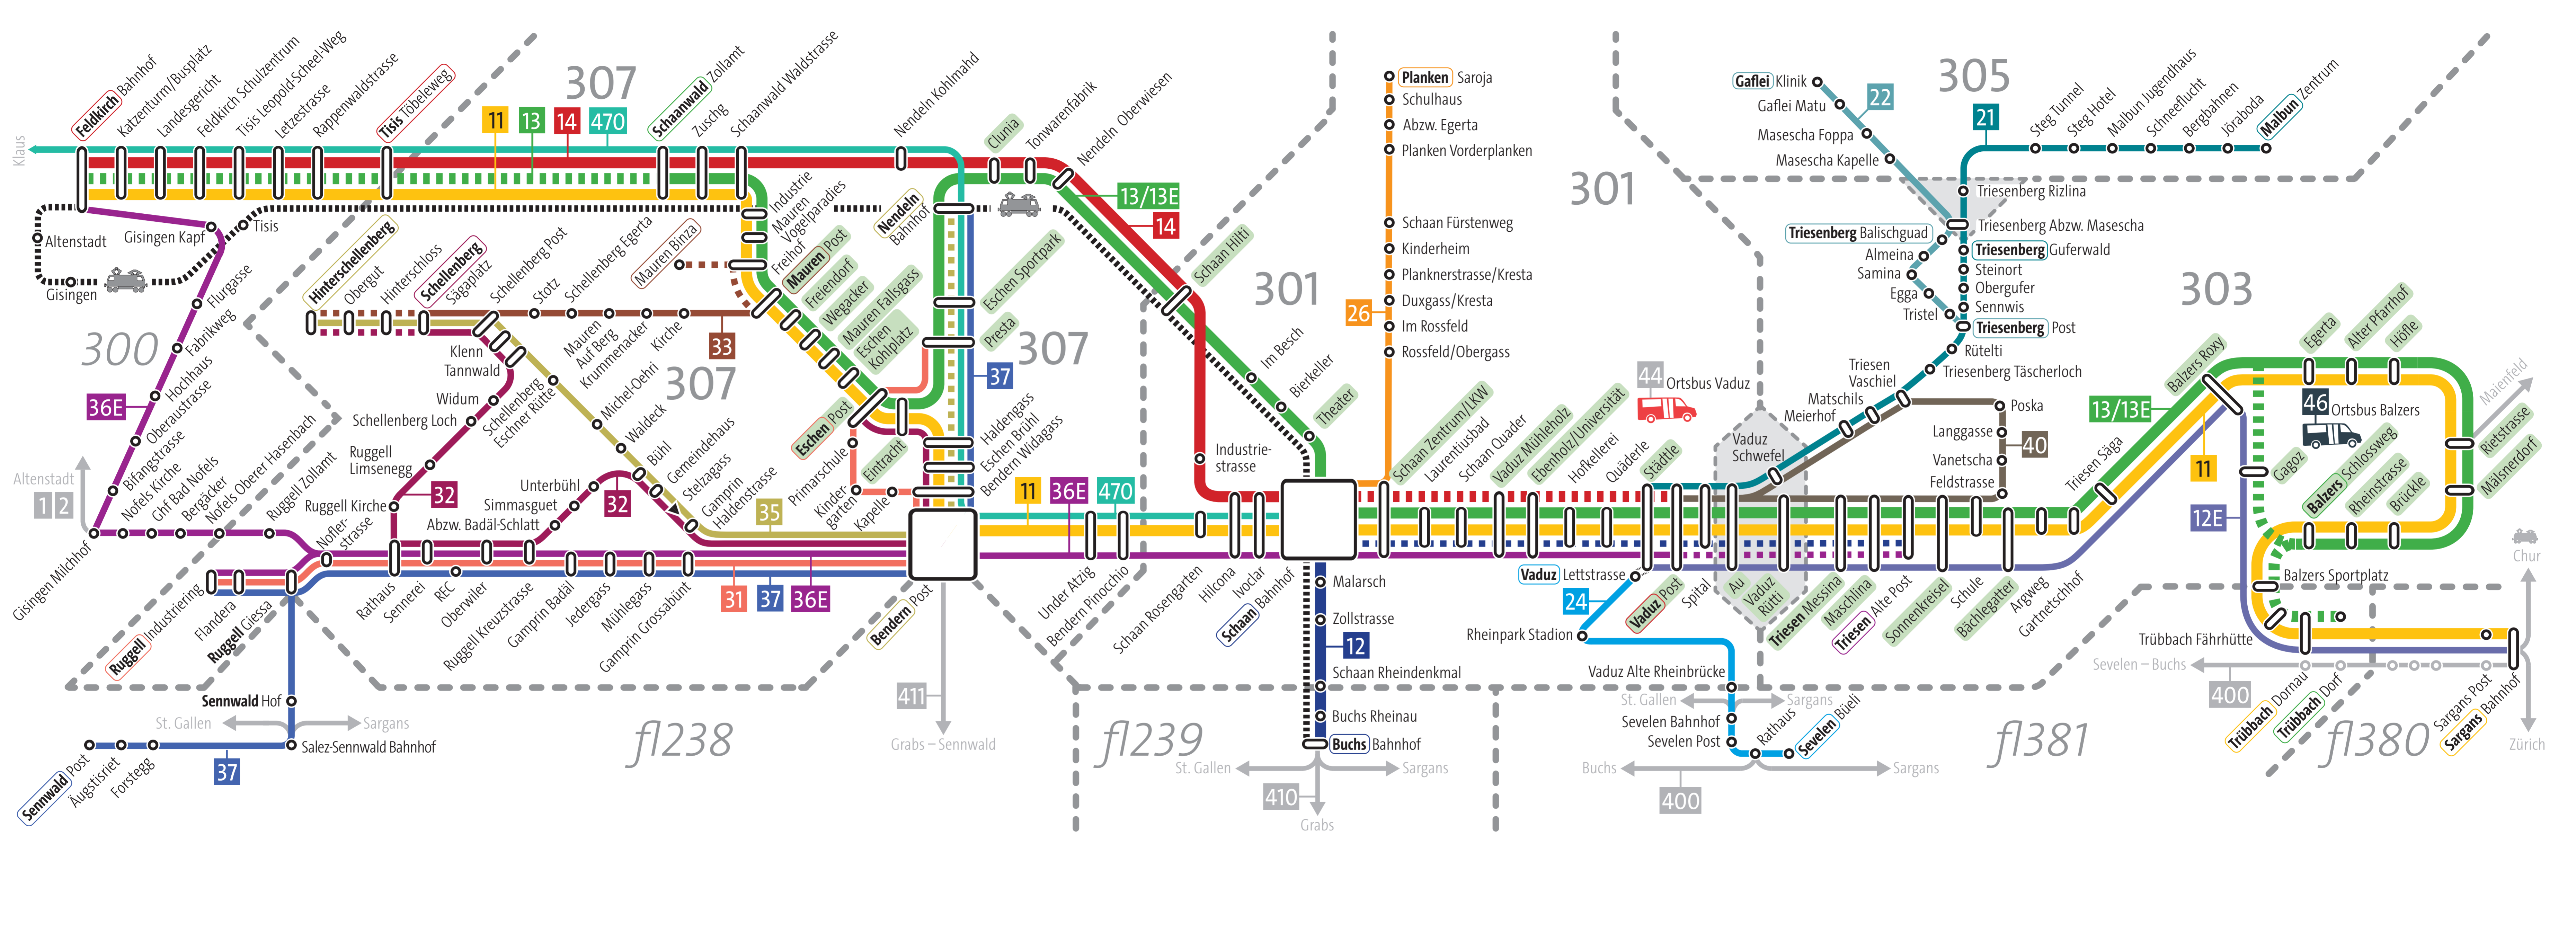 Klaus
Feldkirch Bahnhof
Katzenturm/Busplatz
Landesgericht
Feldkirch Schulzentrum
Tisis Leopold-Scheel-Weg
Letzestrasse
Rappenwaldstrasse
Tisis Tobeleweg
307
11
13
14
470
Schaanwald Zollamt
Zuschg
Schaanwald Waldstrasse
Nendeln Kohlmahd
Clunia
Tonwarenfabrik
Nendeln Oberwiesen
13/13E
14
Altenstadt
Gisingen
Gisingen Kapf
Tisis
Flurgasse
Fabrikweg
Hochhaus
Oberaustrasse
Bifangstrasse
300
36E
Altenstadt
1
2
Gisingen Milchhof
Nofels Kirche
Chf Bad Nofels
Bergäcker
Nofels Oberer Hasenbach
Ruggell Zollamt
Nofler-
strasse
Hinterschellenberg
Obergut
Hinterschloss
Schellenberg
Sägaplatz
Schellenberg Post
Stotz
Schellenberg Egerta
Mauren
Auf Berg
Krummenacker
Kirche
33
Mauren Binza
Industrie
Mauren
Vogelparadies
Freihof
Mauren Post
Freiendorf
Wegacker
Mauren Fallsgass
Eschen
Kohlplatz
Nendeln
Bahnhof
Eschen Sportpark
Presta
307
37
307
Klenn
Tannwald
Widum
Schellenberg Loch
Ruggell
Limsenegg
Ruggell Kirche
32
Schellenberg
Eschner Rütte
Michel-Oehri
Waldeck
Bühl
Gemeindehaus
Stelzagass
Gamprin
Haldenstrasse
Unterbühl
Simmasguet
Abzw. Badäl-Schlatt
32
35
Eschen Post
Primarschule
Kinder-
garten
Kapelle
Eintracht
Haldengass
Eschen Brühl
Bendern Widagass
11
36E
470
Ruggell Industriering
Flandera
Ruggell Giessa
Rathaus
Sennerei
REC
Oberwiler
Ruggell Kreuzstrasse
Gamprin Badäl
Jedergass
Mühlegass
Gamprin Grossabünt
31
37
36E
Bendern Post
Under Atzig
Bendern Pinocchio
Schaan Rosengarten
Hilcona
Ivoclar
Schaan Bahnhof
Sennwald Hof
St. Gallen
Sargans
Salez-Sennwald Bahnhof
37
Sennwald Post
Äugstisriet
Forstegg
fl238
411
Grabs – Sennwald
fl239
Schaan Hilti
301
Im Besch
Bierkeller
Theater
Industrie-
strasse
Malarsch
Zollstrasse
12
Schaan Rheindenkmal
Buchs Rheinau
Buchs Bahnhof
St. Gallen
Sargans
410
Grabs
Planken Saroja
Schulhaus
Abzw. Egerta
Planken Vorderplanken
Schaan Fürstenweg
Kinderheim
Planknerstrasse/Kresta
Duxgass/Kresta
26
Im Rossfeld
Rossfeld/Obergass
301
Schaan Zentrum/LKW
Laurentiusbad
Schaan Quader
Vaduz Mühleholz
Ebenholz/Universität
Hofkellerei
Quäderle
Städtle
44
Ortsbus Vaduz
Vaduz
Schwefel
Vaduz Lettstrasse
24
Rheinpark Stadion
Vaduz Post
Spital
Au
Vaduz
Rütti
Triesen Messina
Maschlina
Triesen Alte Post
Sonnenkreisel
Schule
Bächlegatter
Argweg
Gartnetschhof
Vaduz Alte Rheinbrücke
St. Gallen
Sargans
Sevelen Bahnhof
Sevelen Post
Rathaus
Sevelen Büeli
Buchs
Sargans
400
fl381
Gaflei Klinik
Gaflei Matu
Masescha Foppa
Masescha Kapelle
22
305
21
Steg Tunnel
Steg Hotel
Malbun Jugendhaus
Schneeflucht
Bergbahnen
Jöraboda
Malbun Zentrum
Triesenberg Rizlina
Triesenberg Abzw. Masescha
Triesenberg Balischguad
Triesenberg Guferwald
Almeina
Steinort
Samina
Obergufer
Egga
Sennwis
Tristel
Triesenberg Post
Rütelti
Triesenberg Täscherloch
Triesen
Vaschiel
Matschils
Meierhof
Poska
Langgasse
40
Vanetscha
Feldstrasse
303
Triesen Säga
Balzers Roxy
13/13E
11
12E
Egerta
Alter Pfarrhof
Höfle
46
Ortsbus Balzers
Gagoz
Balzers Schlossweg
Rheinstrasse
Brückle
Maienfeld
Rietstrasse
Mälsnerdorf
Balzers Sportplatz
Trübbach Fährhütte
Sevelen – Buchs
400
Trübbach Dornau
Trübbach Dorf
fl380
Sargans Post
Sargans Bahnhof
Chur
Zürich